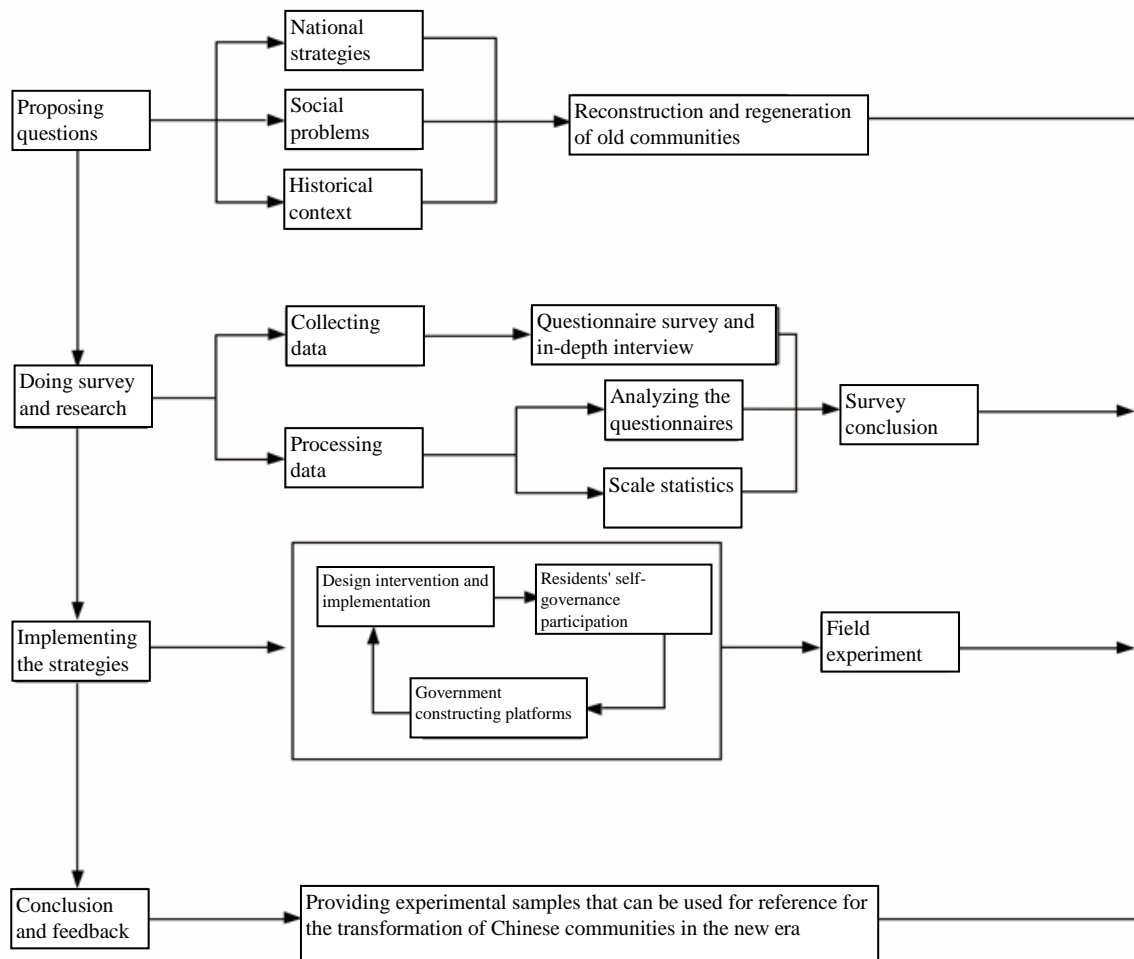 National
strategies
Proposing
questions
Social
problems
Reconstruction and regeneration
of old communities
Historical
context
Collecting
data
Questionnaire survey and
in-depth interview
Doing survey
and research
Analyzing the
questionnaires
Survey
conclusion
Processing
data
Scale statistics
Design intervention and
implementation
Residents' self-
governance
participation
Implementing
the strategies
Field
experiment
Government
constructing platforms
Conclusion
and feedback
Providing experimental samples that can be used for reference for
the transformation of Chinese communities in the new era